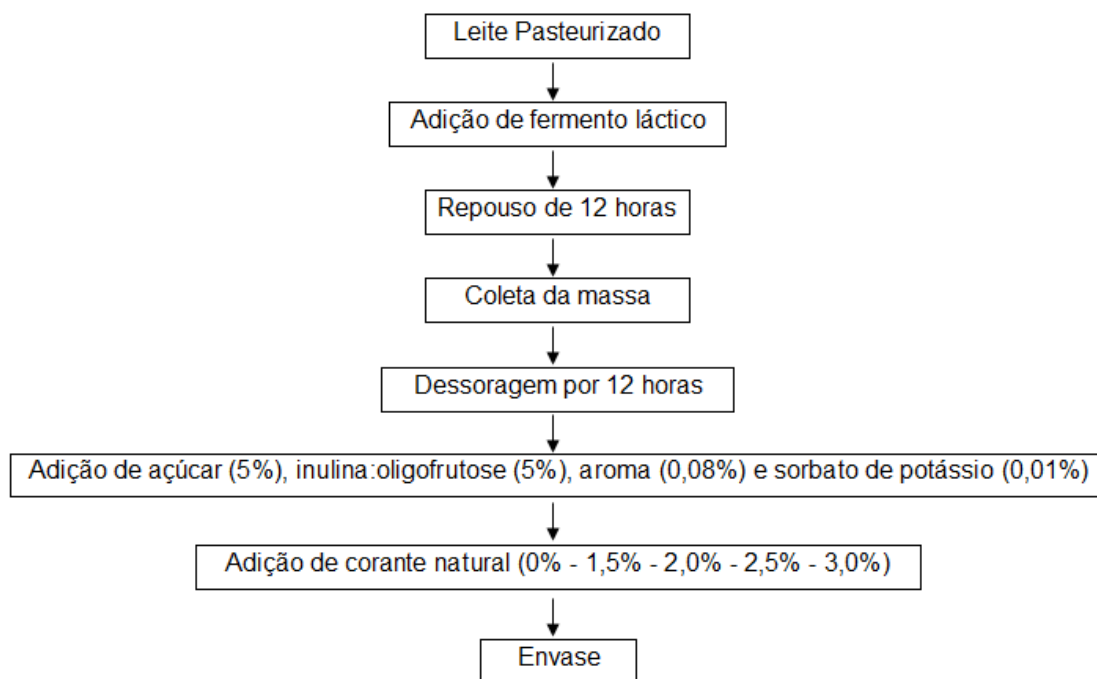 Leite Pasteurizado
Adição de fermento láctico
Repouso de 12 horas
Coleta da massa
Dessoragem por 12 horas
Adição de açúcar (5%), inulina:oligofrutose (5%), aroma (0,08%) e sorbato de potássio (0,01%)
Adição de corante natural (0% - 1,5% - 2,0% - 2,5% - 3,0%)
Envase